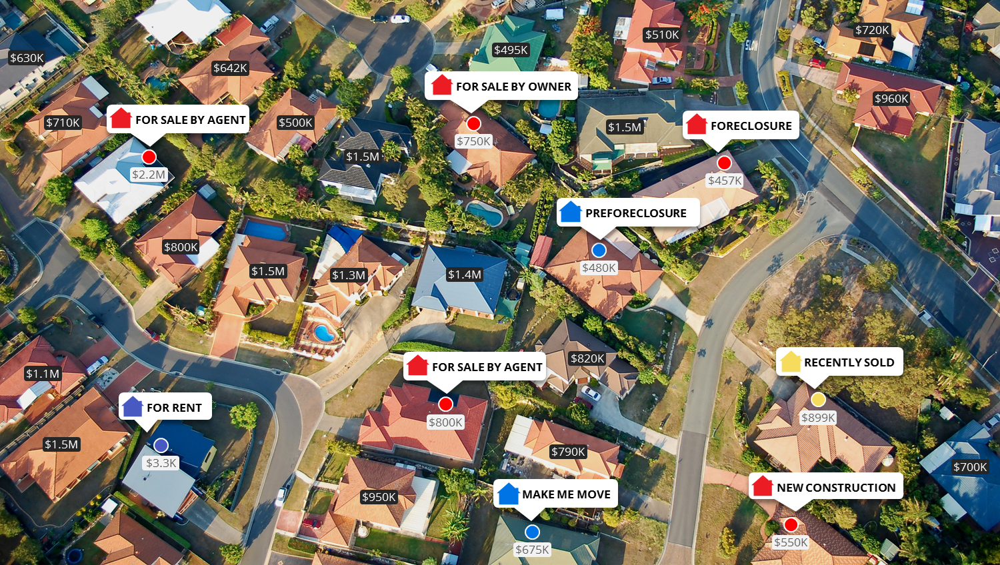 $510K
$720K
$495K
$630K
$642K
FOR SALE BY OWNER
$960K
FOR SALE BY AGENT
$710K
$500K
$750K
$1.5M
FORECLOSURE
SLOW
$2.2M
$1.5M
$457K
PREFORECLOSURE
$800K
$1.5M
$1.3M
$1.4M
$480K
$1.1M
FOR SALE BY AGENT
$820K
RECENTLY SOLD
FOR RENT
$800K
$899K
$1.5M
$3.3K
$790K
$700K
$950K
MAKE ME MOVE
NEW CONSTRUCTION
$675K
$550K